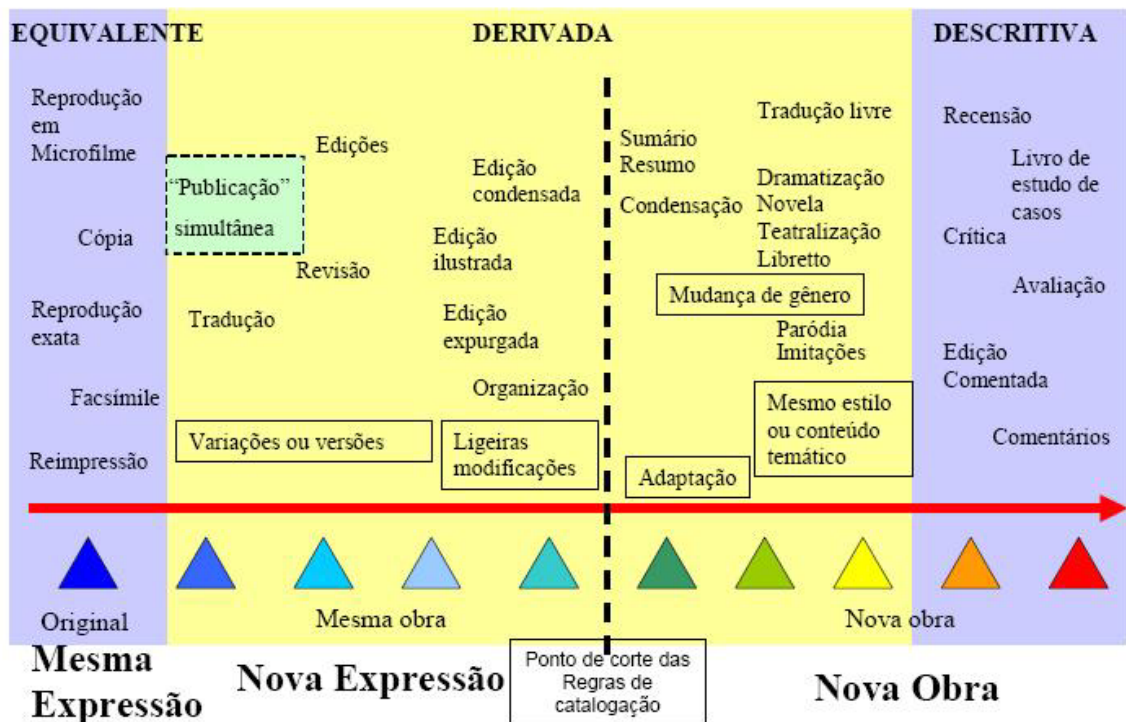 EQUIVALENTE
DERIVADA
DESCRITIVA
Reprodução
em
Microfilme
Cópia
Reprodução
exata
Facsímile
Reimpressão
“Publicação”
simultânea
Edições
Revisão
Tradução
Variações ou versões
Edição
condensada
Edição
ilustrada
Edição
expurgada
Organização
Ligeiras
modificações
Sumário
Resumo
Condensação
Tradução livre
Dramatização
Novela
Teatralização
Libretto
Mudança de gênero
Paródia
Imitações
Mesmo estilo
ou conteúdo
temático
Adaptação
Recensão
Livro de
estudo de
casos
Crítica
Avaliação
Edição
Comentada
Comentários
Original
Mesma obra
Nova obra
Mesma
Expressão
Nova Expressão
Ponto de corte das
Regras de
catalogação
Nova Obra